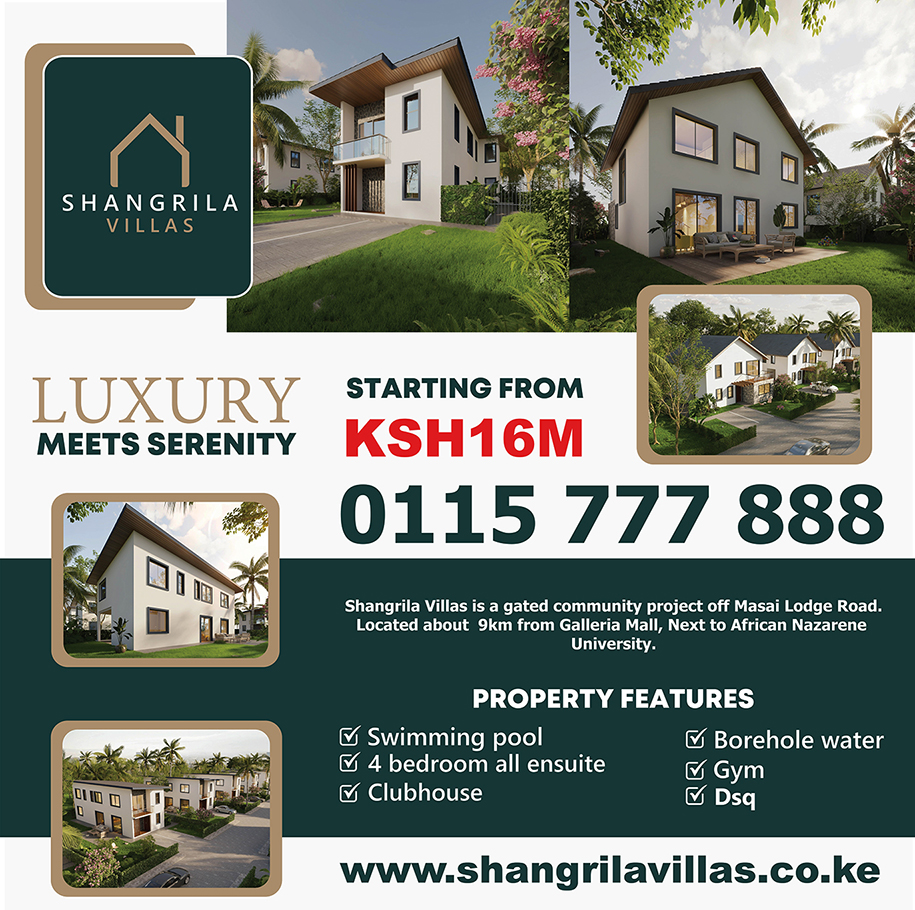 SHANGRILA
VILLAS
LUXURY
MEETS SERENITY
STARTING FROM
KSH16M
0115 777 888
Shangrila Villas is a gated community project off Masai Lodge Road.
Located about 9km from Galleria Mall, Next to African Nazarene
University.
PROPERTY FEATURES
Swimming pool
4 bedroom all ensuite
Clubhouse
Borehole water
Gym
Dsq
www.shangrilavillas.co.ke